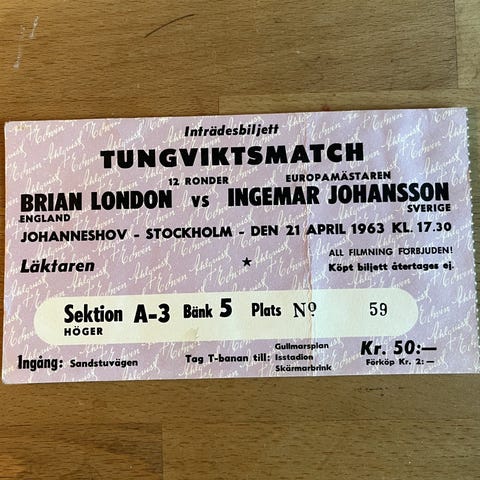 Inträdesbiljett
TUNGVIKTSMATCH
12 RONDER EUROPAMÄSTAREN
BRIAN LONDON vs INGEMAR JOHANSSON
ENGLAND SVERIGE
JOHANNESHOV - STOCKHOLM - DEN 21 APRIL 1963 KL. 17.30
Läktaren ★ ALL FILMNING FÖRBJUDEN!
Köpt biljett återtages ej.
Sektion A-3 Bänk 5 Plats Nº 59
HÖGER
Ingång: Sandstuvägen Tag T-banan till: Gullmarsplan
Isstadion
Skärmarbrink
Kr. 50:—
Förköp Kr. 2:—
Edwin Ahlqvist